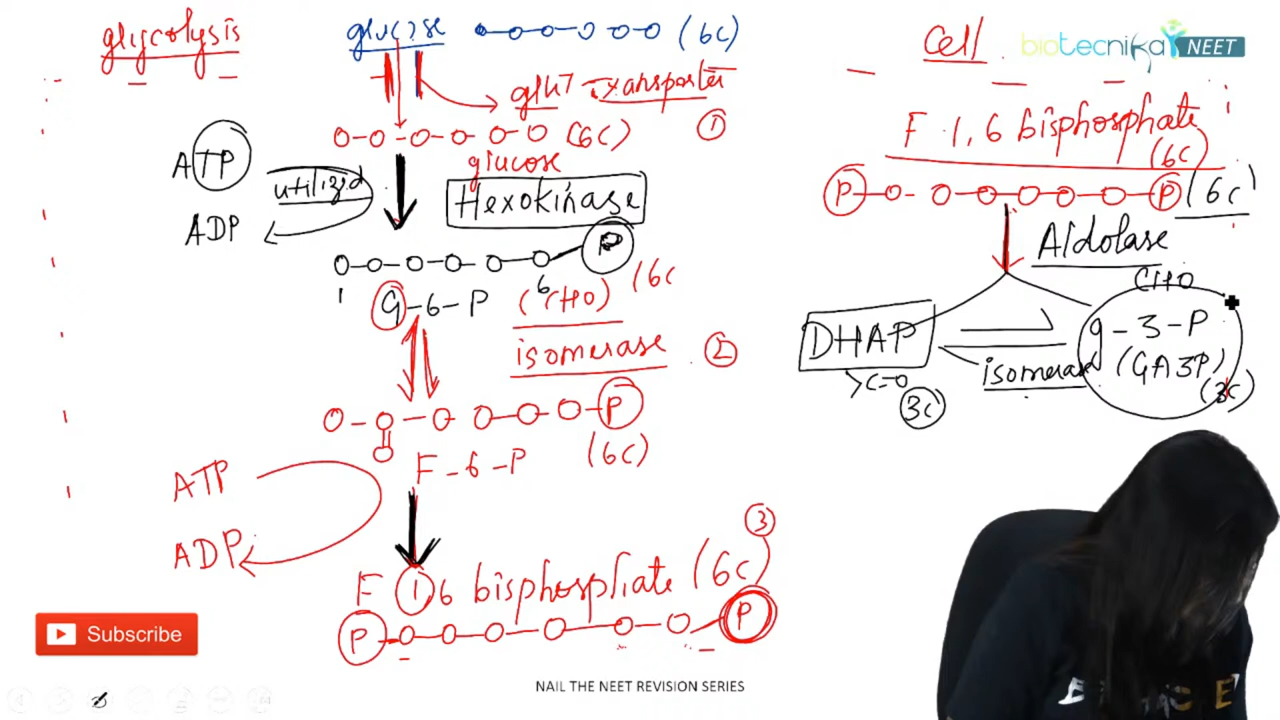 glycolysis
glucose (6C)
gluT Transporter
(6C) 1
glucose
ATP
utilized
ADP
Hexokinase
P
1 6
G-6-P (CHO) (6C
isomerase 2
P
(6C)
F-6-P
ATP
ADP
3
F 1 6 bisphosphate (6C)
P P
Cell
biotecnika NEET
F 1,6 bisphosphate
(6C)
P P (6C)
Aldolase
CHO
DHAP
g-3-P
(GA3P)
(3C)
isomerase
>C=O
3C
Subscribe
NAIL THE NEET REVISION SERIES